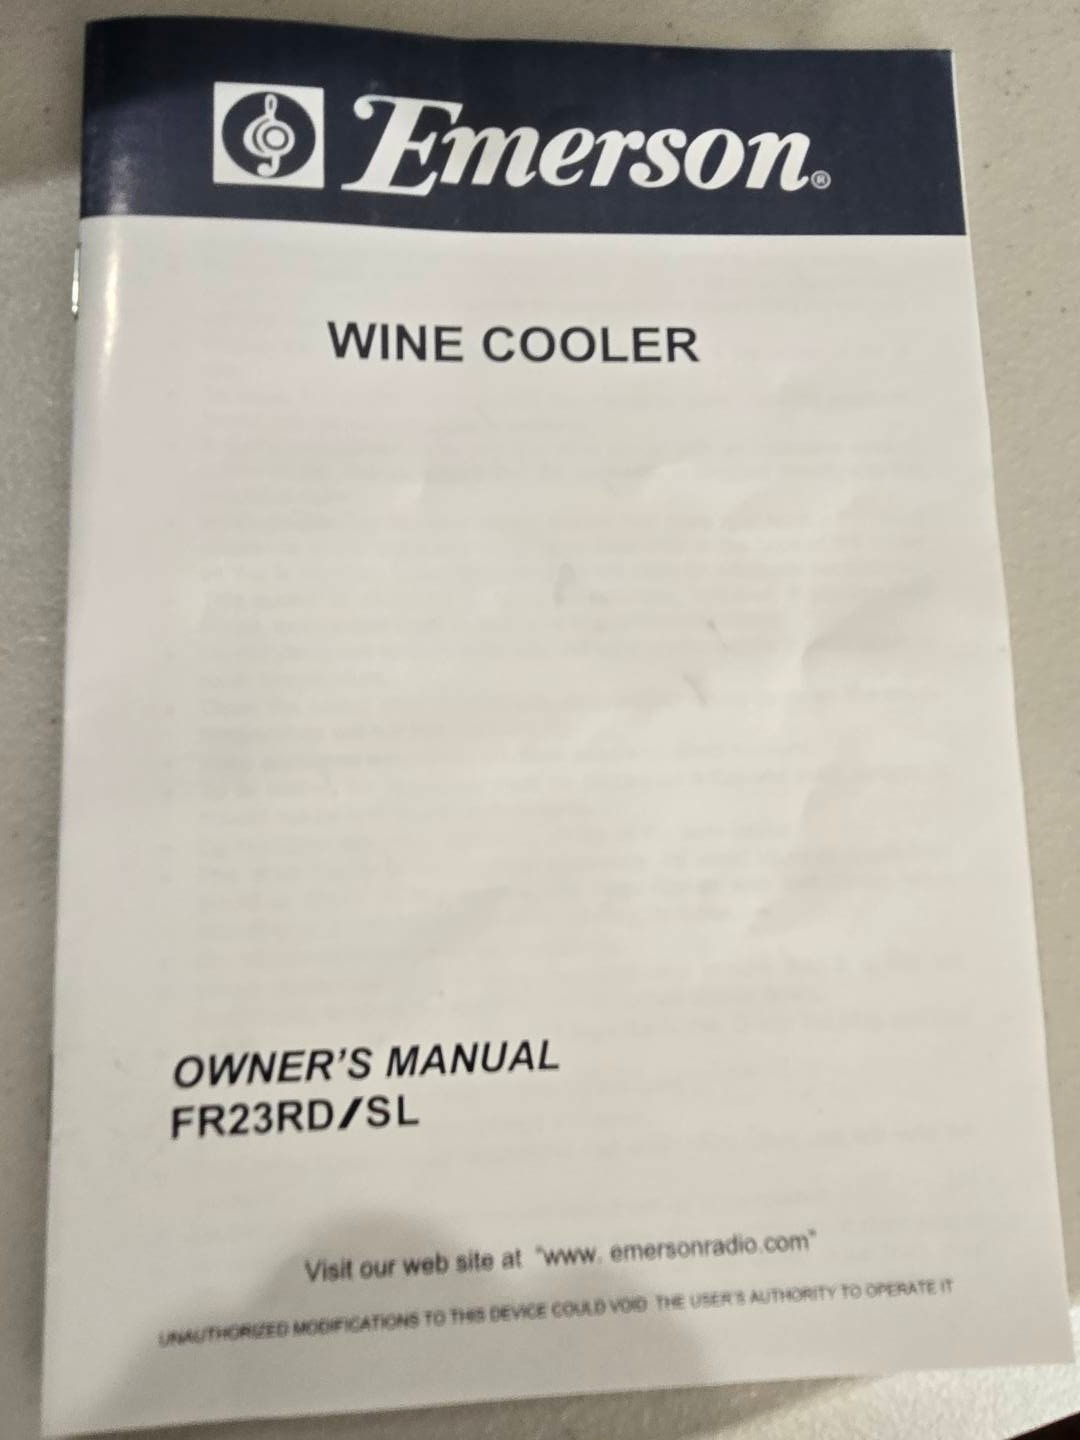 Emerson®
WINE COOLER
OWNER'S MANUAL
FR23RD/SL
Visit our web site at "www. emersonradio.com"
UNAUTHORIZED MODIFICATIONS TO THIS DEVICE COULD VOID THE USER'S AUTHORITY TO OPERATE IT